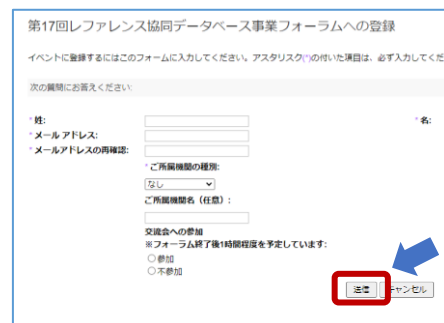 第17回レファレンス協同データベース事業フォーラムへの登録
イベントに登録するにはこのフォームに入力してください。アスタリスク(*)の付いた項目は、必ず入力してくだ
次の質問にお答えください:
*姓: *名:
*メール アドレス:
*メールアドレスの再確認:
*ご所属機関の種別:
なし
ご所属機関名（任意）:
交流会への参加
※フォーラム終了後1時間程度を予定しています:
参加
不参加
送信 キャンセル